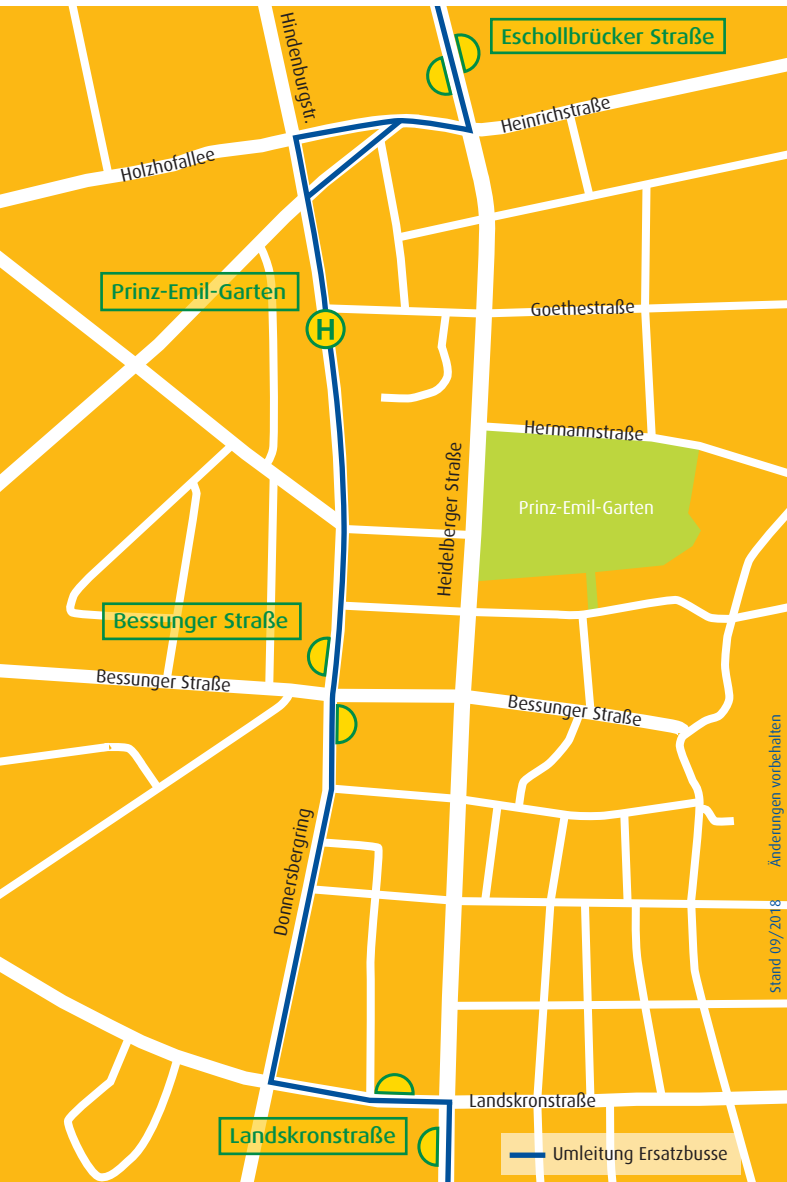 Eschollbrücker Straße
Hindenburgstr.
Heinrichstraße
Holzhofallee
Prinz-Emil-Garten
H
Goethestraße
Hermannstraße
Heidelberger Straße
Prinz-Emil-Garten
Bessunger Straße
Bessunger Straße
Bessunger Straße
Donnersbergring
Landskronstraße
Landskronstraße
Umleitung Ersatzbusse
Stand 09/2018 Änderungen vorbehalten